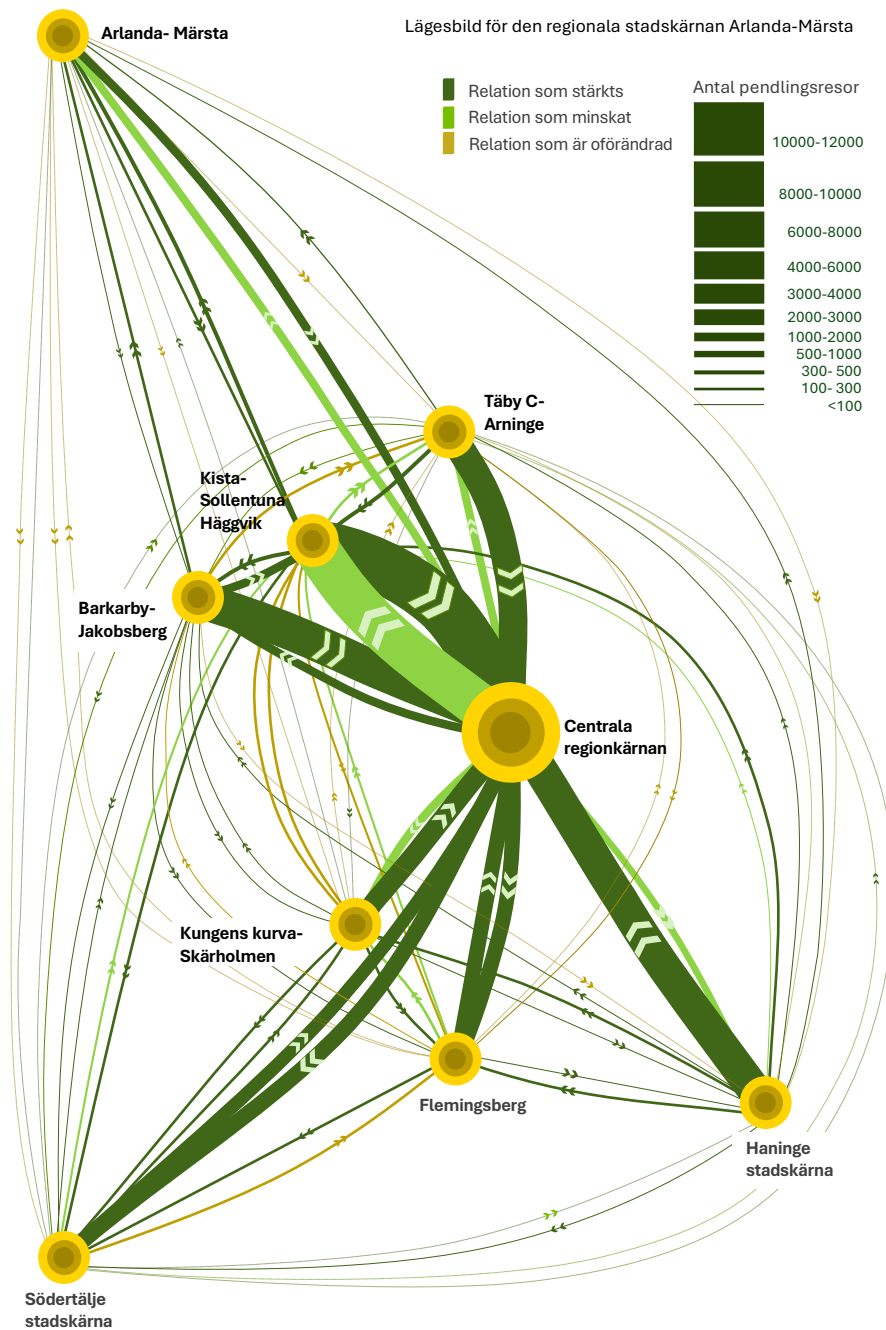 Lägesbild för den regionala stadskärnan Arlanda-Märsta
Arlanda- Märsta
Relation som stärkts
Relation som minskat
Relation som är oförändrad
Antal pendlingsresor
10000-12000
8000-10000
6000-8000
4000-6000
3000-4000
2000-3000
1000-2000
500-1000
300- 500
100- 300
<100
Täby C-
Arninge
Kista-
Sollentuna
Häggvik
Barkarby-
Jakobsberg
Centrala
regionkärnan
Kungens kurva-
Skärholmen
Flemingsberg
Haninge
stadskärna
Södertälje
stadskärna